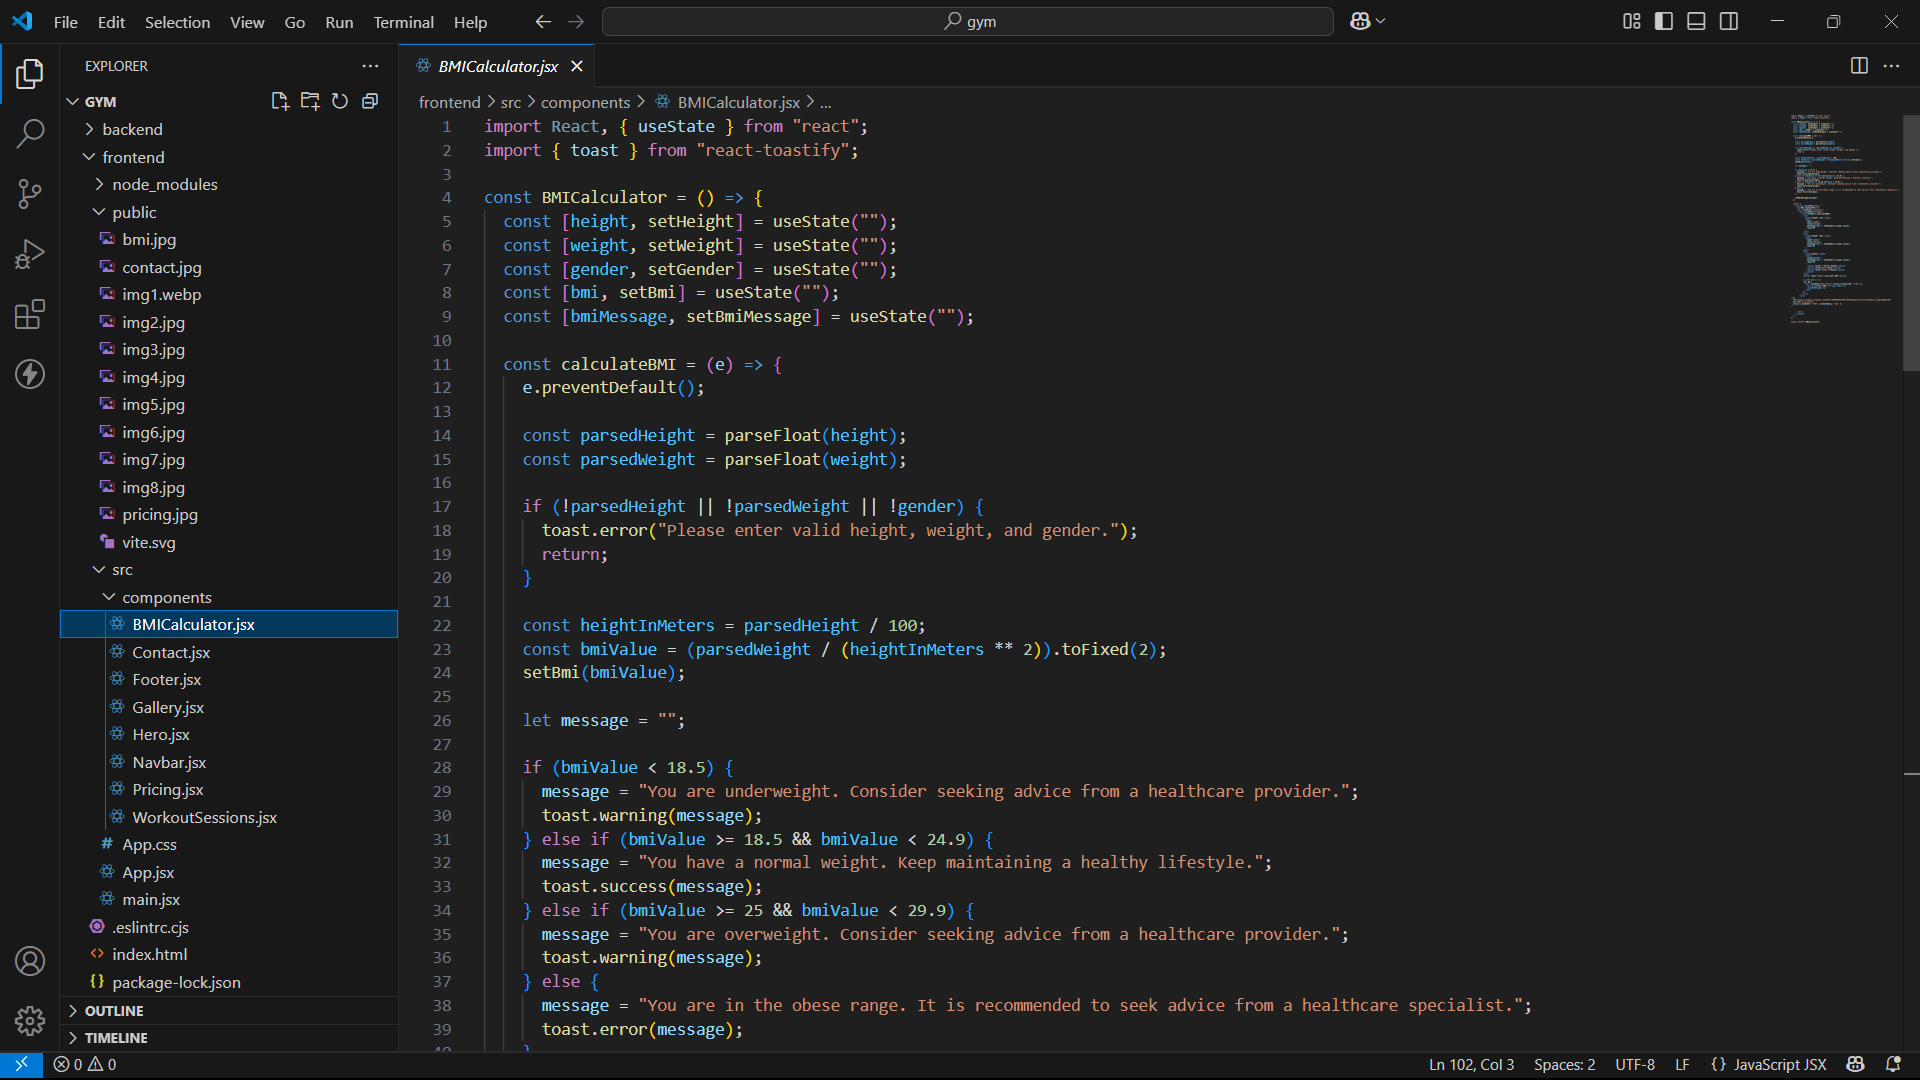 File Edit Selection View Go Run Terminal Help
gym
EXPLORER
GYM
backend
frontend
node_modules
public
bmi.jpg
contact.jpg
img1.webp
img2.jpg
img3.jpg
img4.jpg
img5.jpg
img6.jpg
img7.jpg
img8.jpg
pricing.jpg
vite.svg
src
components
BMICalculator.jsx
Contact.jsx
Footer.jsx
Gallery.jsx
Hero.jsx
Navbar.jsx
Pricing.jsx
WorkoutSessions.jsx
App.css
App.jsx
main.jsx
.eslintrc.cjs
index.html
package-lock.json
OUTLINE
TIMELINE
BMICalculator.jsx
frontend > src > components > BMICalculator.jsx > ...
1 import React, { useState } from "react";
2 import { toast } from "react-toastify";
3
4 const BMICalculator = () => {
5 const [height, setHeight] = useState("");
6 const [weight, setWeight] = useState("");
7 const [gender, setGender] = useState("");
8 const [bmi, setBmi] = useState("");
9 const [bmiMessage, setBmiMessage] = useState("");
10
11 const calculateBMI = (e) => {
12 e.preventDefault();
13
14 const parsedHeight = parseFloat(height);
15 const parsedWeight = parseFloat(weight);
16
17 if (!parsedHeight || !parsedWeight || !gender) {
18 toast.error("Please enter valid height, weight, and gender.");
19 return;
20 }
21
22 const heightInMeters = parsedHeight / 100;
23 const bmiValue = (parsedWeight / (heightInMeters ** 2)).toFixed(2);
24 setBmi(bmiValue);
25
26 let message = "";
27
28 if (bmiValue < 18.5) {
29 message = "You are underweight. Consider seeking advice from a healthcare provider.";
30 toast.warning(message);
31 } else if (bmiValue >= 18.5 && bmiValue < 24.9) {
32 message = "You have a normal weight. Keep maintaining a healthy lifestyle.";
33 toast.success(message);
34 } else if (bmiValue >= 25 && bmiValue < 29.9) {
35 message = "You are overweight. Consider seeking advice from a healthcare provider.";
36 toast.warning(message);
37 } else {
38 message = "You are in the obese range. It is recommended to seek advice from a healthcare specialist.";
39 toast.error(message);
40 }
0 0
Ln 102, Col 3 Spaces: 2 UTF-8 LF {} JavaScript JSX